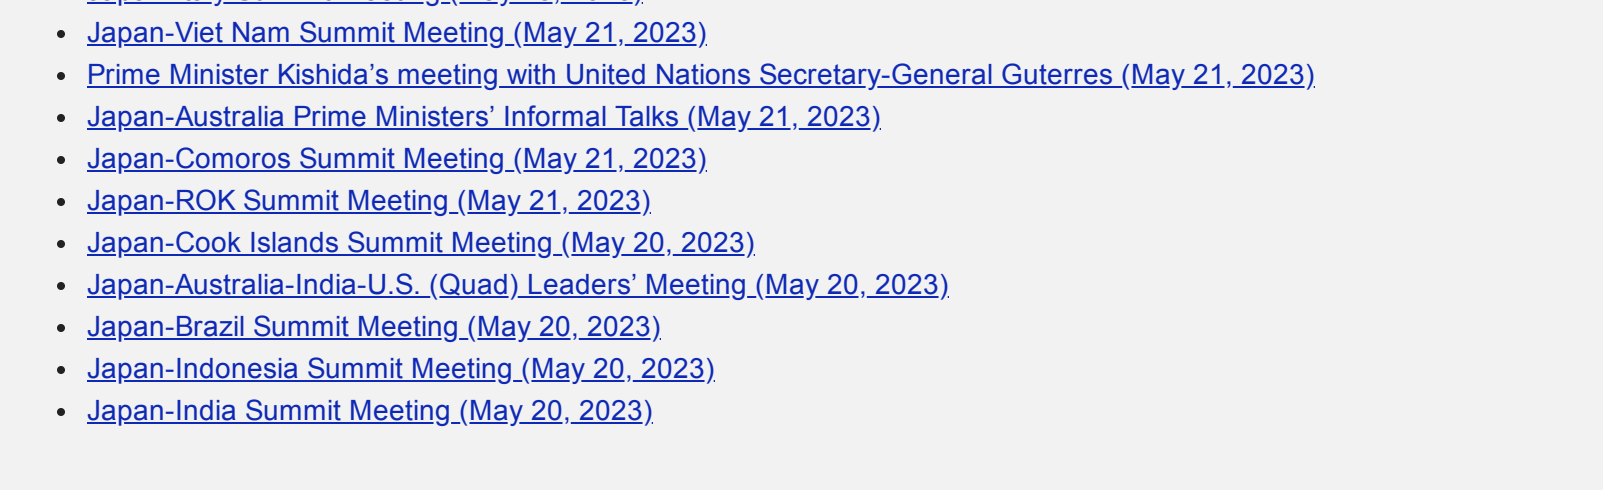 Japan-Viet Nam Summit Meeting (May 21, 2023)
Prime Minister Kishida’s meeting with United Nations Secretary-General Guterres (May 21, 2023)
Japan-Australia Prime Ministers’ Informal Talks (May 21, 2023)
Japan-Comoros Summit Meeting (May 21, 2023)
Japan-ROK Summit Meeting (May 21, 2023)
Japan-Cook Islands Summit Meeting (May 20, 2023)
Japan-Australia-India-U.S. (Quad) Leaders’ Meeting (May 20, 2023)
Japan-Brazil Summit Meeting (May 20, 2023)
Japan-Indonesia Summit Meeting (May 20, 2023)
Japan-India Summit Meeting (May 20, 2023)